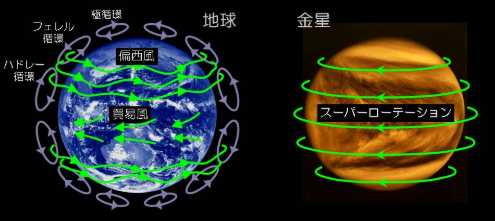 極循環
フェレル
循環
ハドレー
循環
偏西風
貿易風
地球
金星
スーパーローテーション